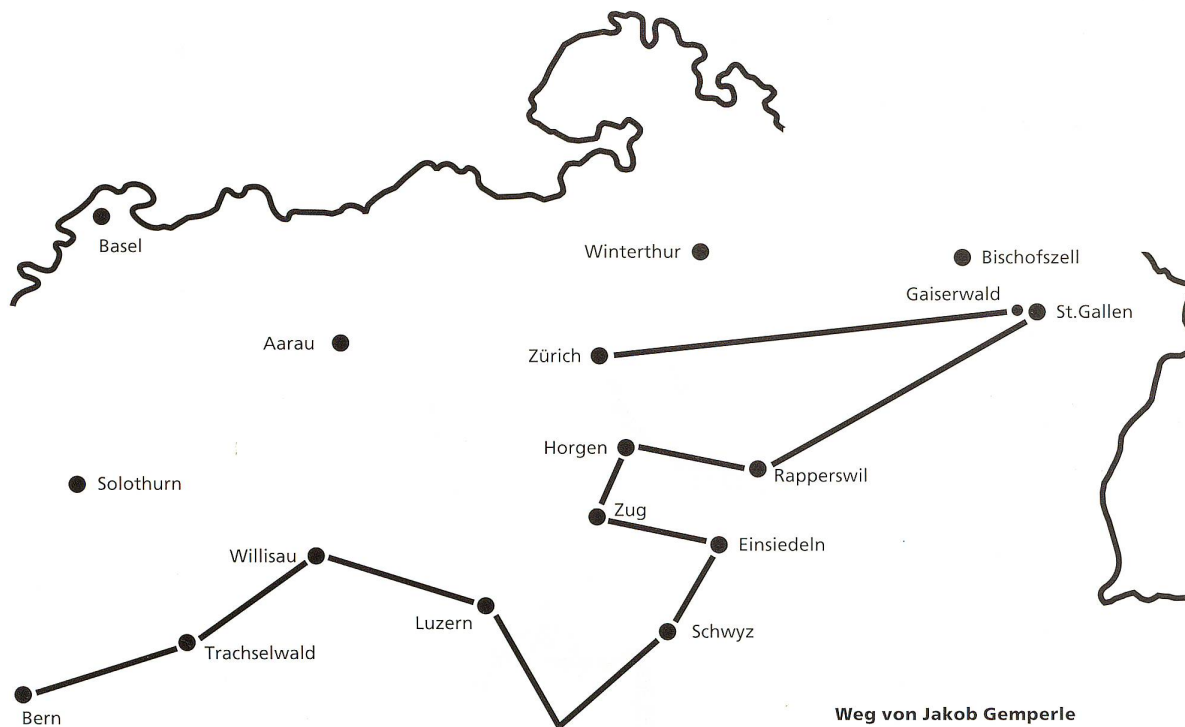 Basel
Winterthur
Bischofszell
Gaiserwald
St.Gallen
Aarau
Zürich
Horgen
Rapperswil
Solothurn
Zug
Einsiedeln
Willisau
Luzern
Schwyz
Trachselwald
Bern
Weg von Jakob Gemperle